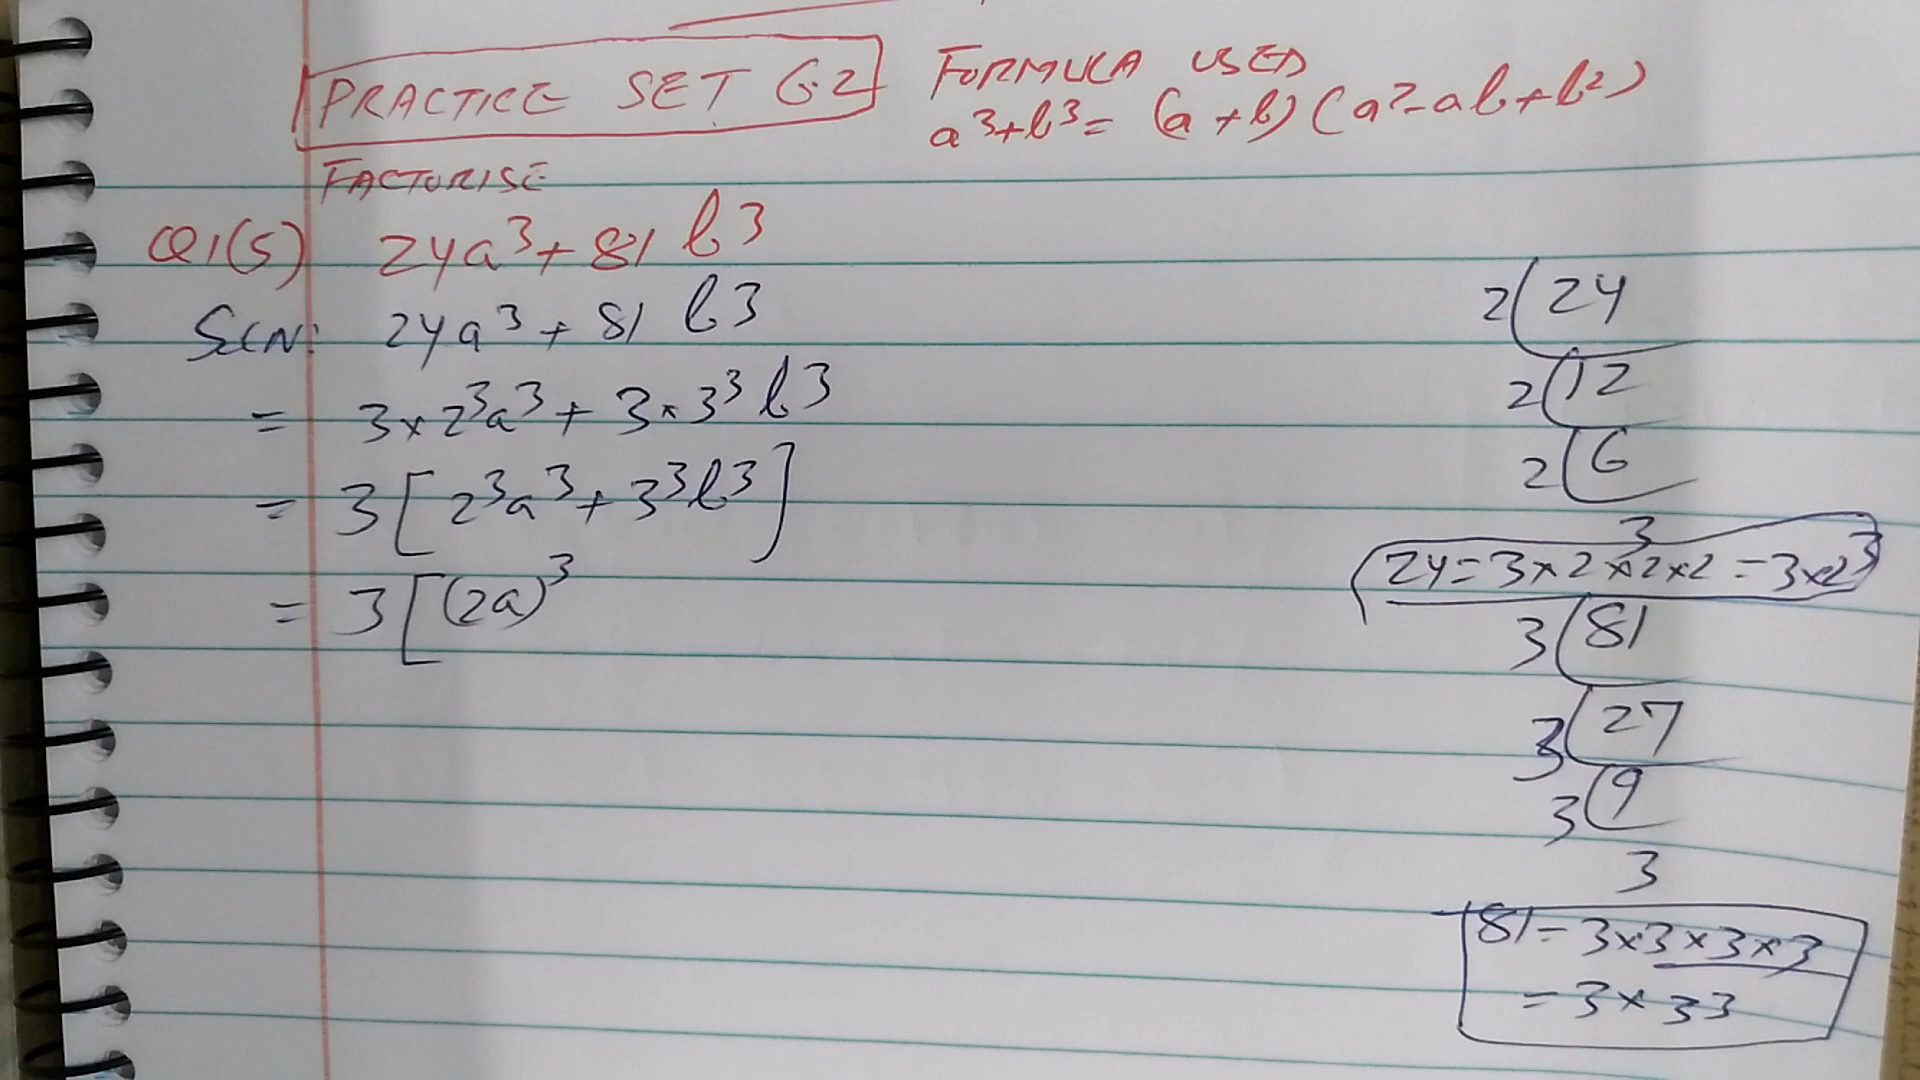 PRACTICE SET 6.2
FORMULA USED
a³+b³= (a+b)(a²-ab+b²)
FACTORISE
Q1(5) 24a³+81b³
SOLN: 24a³+81b³
= 3×2³a³+3×3³b³
= 3[2³a³+3³b³]
= 3[(2a)³
2 24
2 12
2 6
3
24=3×2×2×2=3×2³
3 81
3 27
3 9
3
81=3×3×3×3
=3×3³